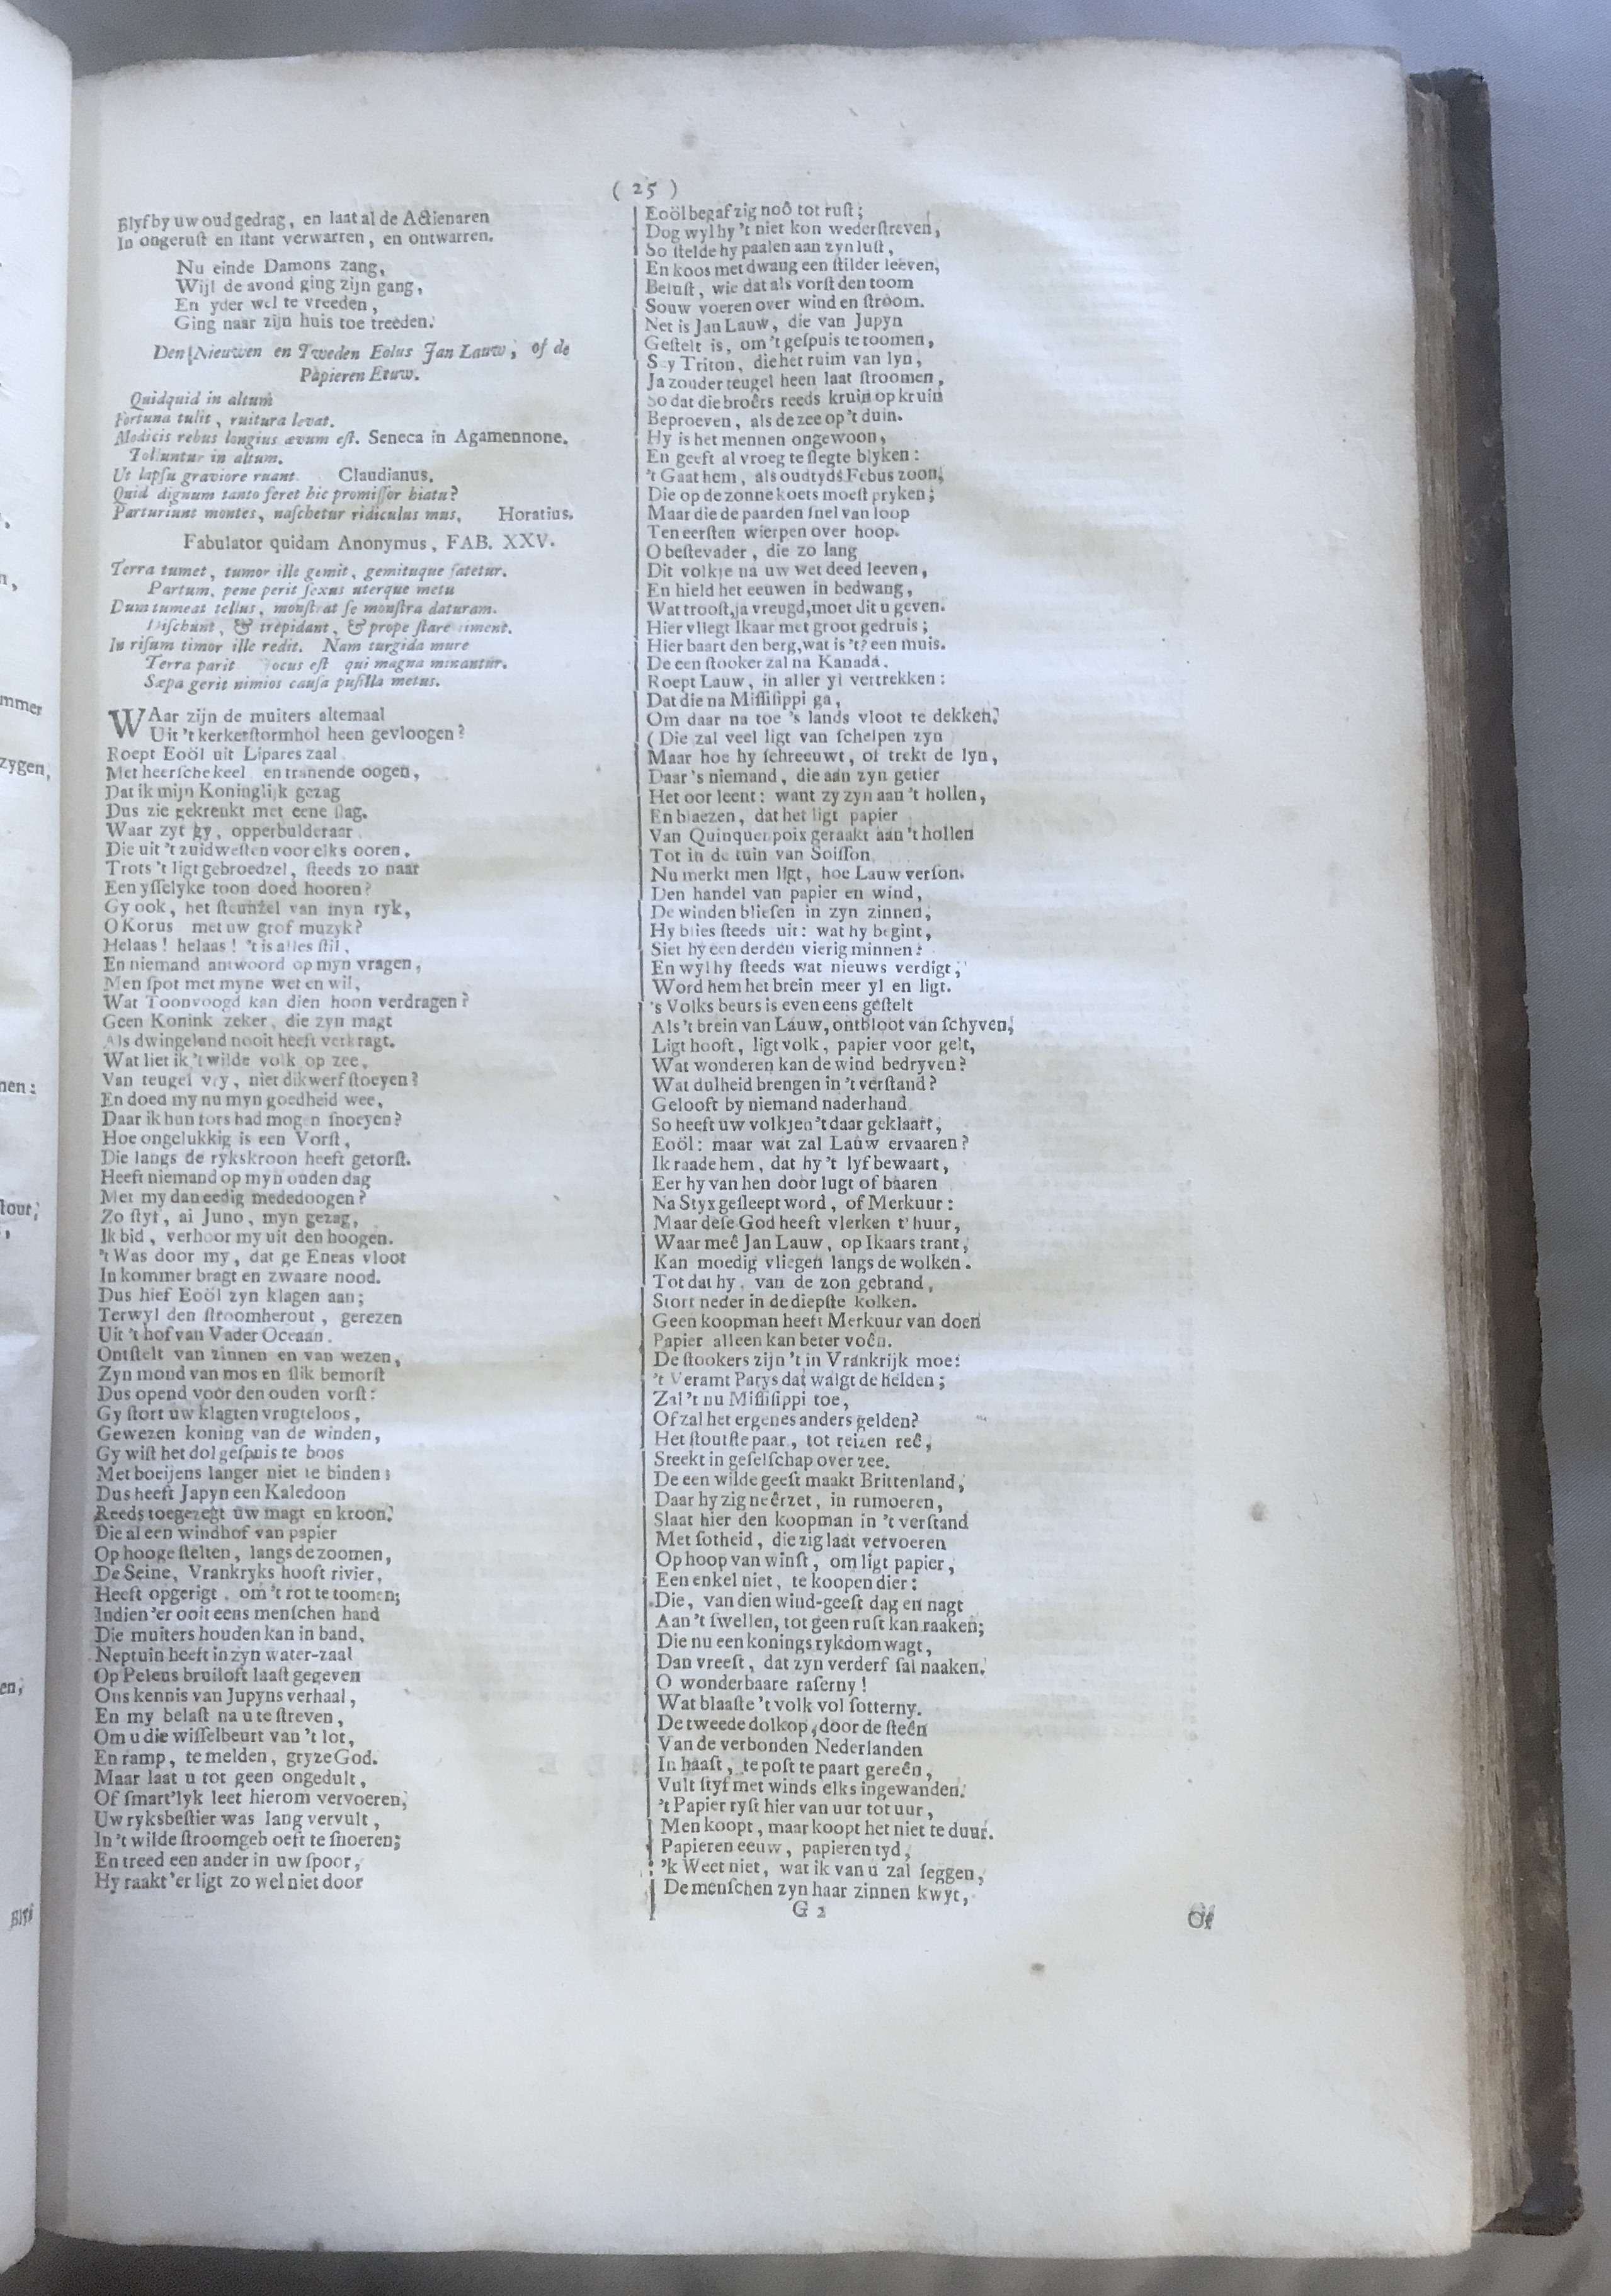 ( 25 )
Blyf by uw oud gedrag, en laat al de Actienaren
In ongeruſt en ſtant verwarren, en ontwarren.
Nu einde Damons zang,
Wijl de avond ging zijn gang,
En yder wel te vreeden,
Ging naar zijn huis toe treeden.
Den Nieuwen en Tweden Eolus Jan Lauw, of de
Papieren Eeuw.
Quidquid in altum
Fortuna tulit, ruitura levat.
Modicis rebus longius ævum eſt. Seneca in Agamennone.
Tolluntur in altum.
Ut lapſu graviore ruant. Claudianus.
Quid dignum tanto feret hic promiſſor hiatu?
Parturiunt montes, naſchetur ridiculus mus. Horatius.
Fabulator quidam Anonymus, FAB. XXV.
Terra tumet, tumor ille gemit, gemituque fatetur.
Partum, pene perit ſexus uterque metu
Dum tumeat tellus, monſtrat ſe monſtra daturam.
Diſchunt, & trepidant, & prope ſtare timent.
In riſum timor ille redit. Nam turgida mure
Terra parit ocus eſt qui magna minantur.
Sæpa gerit nimios cauſa puſilla metus.
WAar zijn de muiters altemaal
Uit 't kerkerſtormhol heen gevloogen?
Roept Eoöl uit Lipares zaal
Met heerſche keel en tranende oogen,
Dat ik mijn Koninglijk gezag
Dus zie gekrenkt met eene ſlag.
Waar zyt gy, opperbulderaar
Die uit 't zuidweſten voor elks ooren,
Trots 't ligt gebroedzel, ſteeds zo naar
Een yſſelyke toon doed hooren?
Gy ook, het ſteunzel van myn ryk,
O Korus met uw grof muzyk?
Helaas! helaas! 't is alles ſtil,
En niemand antwoord op myn vragen,
Men ſpot met myne wet en wil,
Wat Toonvoogd kan dien hoon verdragen?
Geen Konink zeker, die zyn magt
Als dwingeland nooit heeft verkragt.
Wat liet ik 't wilde volk op zee,
Van teugel vry, niet dikwerf ſtoeyen?
En doed my nu myn goedheid wee,
Daar ik hun tors had mogen ſnoeyen?
Hoe ongelukkig is een Vorſt,
Die langs de rykskroon heeft getorſt.
Heeft niemand op myn ouden dag
Met my dan eedig mededoogen?
Zo ſtyf, ai Juno, myn gezag,
Ik bid, verhoor my uit den hoogen.
't Was door my, dat ge Eneas vloot
In kommer bragt en zwaare nood.
Dus hief Eoöl zyn klagen aan;
Terwyl den ſtroomherout, gerezen
Uit 't hof van Vader Oceaan,
Ontſtelt van zinnen en van wezen,
Zyn mond van mos en ſlik bemorſt
Dus opend voor den ouden vorſt:
Gy ſtort uw klagten vrugteloos,
Gewezen koning van de winden,
Gy wiſt het dol geſpuis te boos
Met boeijens langer niet te binden;
Dus heeft Japyn een Kaledoon
Reeds toegezegt uw magt en kroon.
Die al een windhof van papier
Op hooge ſtelten, langs de zoomen,
De Seine, Vrankryks hooft rivier,
Heeft opgerigt, om 't rot te toomen;
Indien 'er ooit eens menſchen hand
Die muiters houden kan in band,
Neptuin heeft in zyn water-zaal
Op Peleus bruiloft laaſt gegeven
Ons kennis van Jupyns verhaal,
En my belaſt na u te ſtreven,
Om u die wiſſelbeurt van 't lot,
En ramp, te melden, gryze God.
Maar laat u tot geen ongedult,
Of ſmart'lyk leet hierom vervoeren,
Uw ryksbeſtier was lang vervult,
In 't wilde ſtroomgeb oeft te ſnoeren;
En treed een ander in uw ſpoor,
Hy raakt 'er ligt zo wel niet door
Eoöl begaf zig noô tot ruſt;
Dog wyl hy 't niet kon wederſtreven,
So ſtelde hy paalen aan zyn luſt,
En koos met dwang een ſtilder leeven,
Beluſt, wie dat als vorſt den toom
Souw voeren over wind en ſtroom.
Net is Jan Lauw, die van Jupyn
Geſtelt is, om 't geſpuis te toomen,
Sey Triton, die het ruim van lyn,
Ja zouder teugel heen laat ſtroomen,
So dat die broêrs reeds kruin op kruin
Beproeven, als de zee op 't duin.
Hy is het mennen ongewoon,
En geeft al vroeg te ſlegte blyken:
't Gaat hem, als oudtyds Febus zoon,
Die op de zonne koets moeſt pryken;
Maar die de paarden ſnel van loop
Ten eerſten wierpen over hoop.
O beſtevader, die zo lang
Dit volkje na uw wet deed leeven,
En hield het eeuwen in bedwang,
Wat trooſt, ja vreugd, moet dit u geven.
Hier vliegt Ikaar met groot gedruis;
Hier baart den berg, wat is 't? een muis.
De een ſtooker zal na Kanada,
Roept Lauw, in aller yl vertrekken:
Dat die na Miſſiſippi ga,
Om daar na toe 's lands vloot te dekken.
(Die zal veel ligt van ſchelpen zyn
Maar hoe hy ſchreeuwt, of trekt de lyn,
Daar 's niemand, die aan zyn getier
Het oor leent: want zy zyn aan 't hollen,
En blaezen, dat het ligt papier
Van Quinquenpoix geraakt aan 't hollen
Tot in de tuin van Soiſſon
Nu merkt men ligt, hoe Lauw verſon.
Den handel van papier en wind,
De winden blieſen in zyn zinnen,
Hy blies ſteeds uit: wat hy begint,
Siet hy een derden vierig minnen:
En wyl hy ſteeds wat nieuws verdigt,
Word hem het brein meer yl en ligt.
's Volks beurs is even eens geſtelt
Als 't brein van Lauw, ontbloot van ſchyven,
Ligt hooft, ligt volk, papier voor gelt,
Wat wonderen kan de wind bedryven?
Wat dulheid brengen in 't verſtand?
Gelooft by niemand naderhand
So heeft uw volkjen 't daar geklaart,
Eoöl: maar wat zal Lauw ervaaren?
Ik raade hem, dat hy 't lyf bewaart,
Eer hy van hen door lugt of baaren
Na Styx geſleept word, of Merkuur:
Maar deſe God heeft vlerken t' huur,
Waar meê Jan Lauw, op Ikaars trant,
Kan moedig vliegen langs de wolken.
Tot dat hy, van de zon gebrand,
Stort neder in de diepſte kolken.
Geen koopman heeft Merkuur van doen
Papier alleen kan beter voên.
De ſtookers zijn 't in Vrankrijk moe:
't Veramt Parys dat walgt de helden;
Zal 't nu Miſſiſippi toe,
Of zal het ergenes anders gelden?
Het ſtoutſte paar, tot reizen reê,
Steekt in geſelſchap over zee.
De een wilde geeſt maakt Brittenland,
Daar hy zig neêrzet, in rumoeren,
Slaat hier den koopman in 't verſtand
Met ſotheid, die zig laat vervoeren
Op hoop van winſt, om ligt papier,
Een enkel niet, te koopen dier:
Die, van dien wind-geeſt dag en nagt
Aan 't ſwellen, tot geen ruſt kan raaken;
Die nu een konings rykdom wagt,
Dan vreeſt, dat zyn verderf ſal naaken.
O wonderbaare raſerny!
Wat blaaſte 't volk vol ſotterny.
De tweede dolkop, door de ſteên
Van de verbonden Nederlanden
In haaſt, te poſt te paart gereên,
Vult ſtyf met winds elks ingewanden.
't Papier ryſt hier van uur tot uur,
Men koopt, maar koopt het niet te duur.
Papieren eeuw, papieren tyd,
'k Weet niet, wat ik van u zal ſeggen,
De menſchen zyn haar zinnen kwyt,
G 2
Of